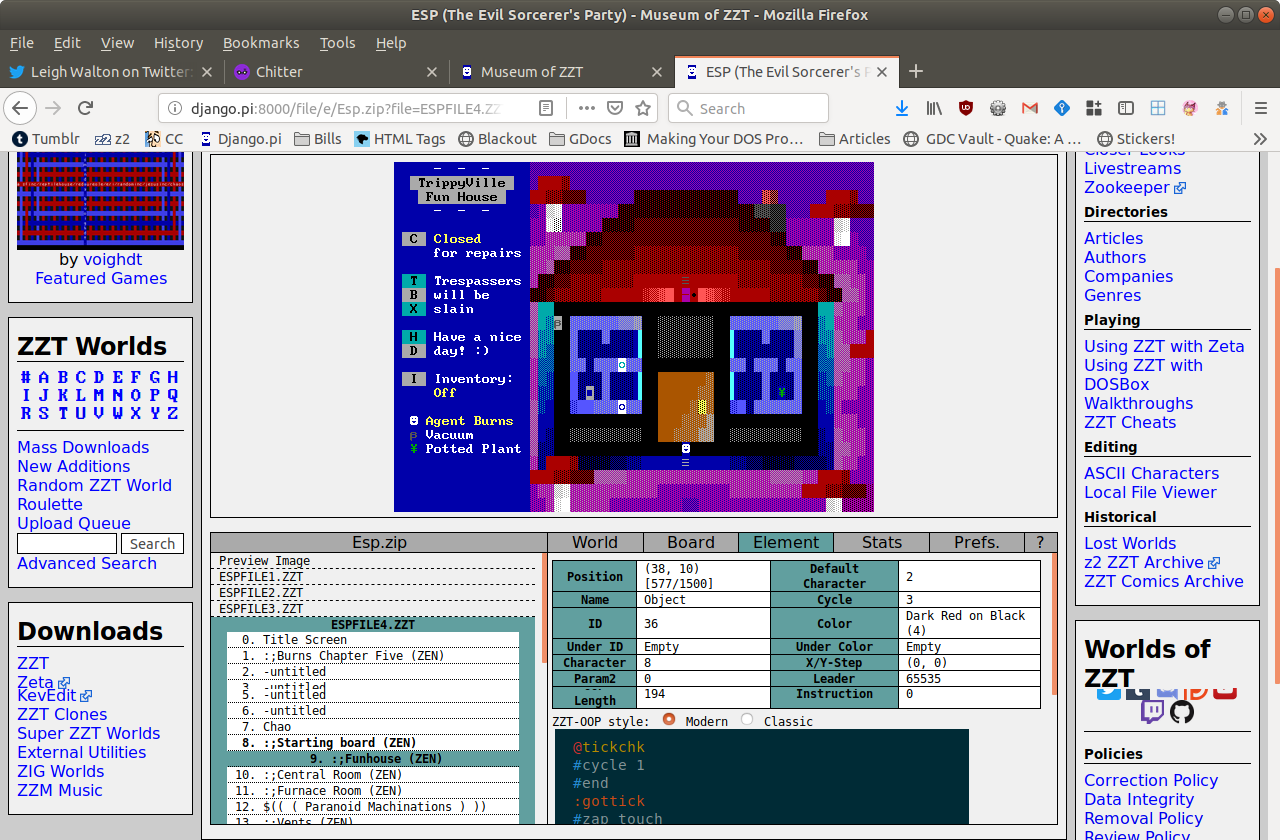 ESP (The Evil Sorcerer's Party) - Museum of ZZT - Mozilla Firefox
File Edit View History Bookmarks Tools Help
Leigh Walton on Twitter:
Chitter
Museum of ZZT
ESP (The Evil Sorcerer's P
django.pi:8000/file/e/Esp.zip?file=ESPFILE4.ZZ
Search
Tumblr
z2
CC
Django.pi
Bills
HTML Tags
Blackout
GDocs
Making Your DOS Pro…
Articles
GDC Vault - Quake: A …
Stickers!
by voighdt
Featured Games
ZZT Worlds
# A B C D E F G H
I J K L M N O P Q
R S T U V W X Y Z
Mass Downloads
New Additions
Random ZZT World
Roulette
Upload Queue
Search
Advanced Search
Downloads
ZZT
Zeta
KevEdit
ZZT Clones
Super ZZT Worlds
External Utilities
ZIG Worlds
ZZM Music
TrippyVille
Fun House
C Closed
for repairs
T Trespassers
B will be
X slain
H Have a nice
D day! :)
I Inventory:
Off
Agent Burns
Vacuum
Potted Plant
Esp.zip
Preview Image
ESPFILE1.ZZT
ESPFILE2.ZZT
ESPFILE3.ZZT
ESPFILE4.ZZT
0. Title Screen
1. :;Burns Chapter Five (ZEN)
2. -untitled
3. -untitled
5. -untitled
6. -untitled
7. Chao
8. :;Starting board (ZEN)
9. :;Funhouse (ZEN)
10. :;Central Room (ZEN)
11. :;Furnace Room (ZEN)
12. $(( ( Paranoid Machinations ) ))
13. :;Vents (ZEN)
World Board Element Stats Prefs. ?
Position (38, 10) [577/1500] Default Character 2
Name Object Cycle 3
ID 36 Color Dark Red on Black (4)
Under ID Empty Under Color Empty
Character 8 X/Y-Step (0, 0)
Param2 0 Leader 65535
Length 194 Instruction 0
ZZT-OOP style: Modern Classic
@tickchk
#cycle 1
#end
:gottick
#zap touch
Closer Looks
Livestreams
Zookeeper
Directories
Articles
Authors
Companies
Genres
Playing
Using ZZT with Zeta
Using ZZT with
DOSBox
Walkthroughs
ZZT Cheats
Editing
ASCII Characters
Local File Viewer
Historical
Lost Worlds
z2 ZZT Archive
ZZT Comics Archive
Worlds of
ZZT
Policies
Correction Policy
Data Integrity
Removal Policy
Review Policy